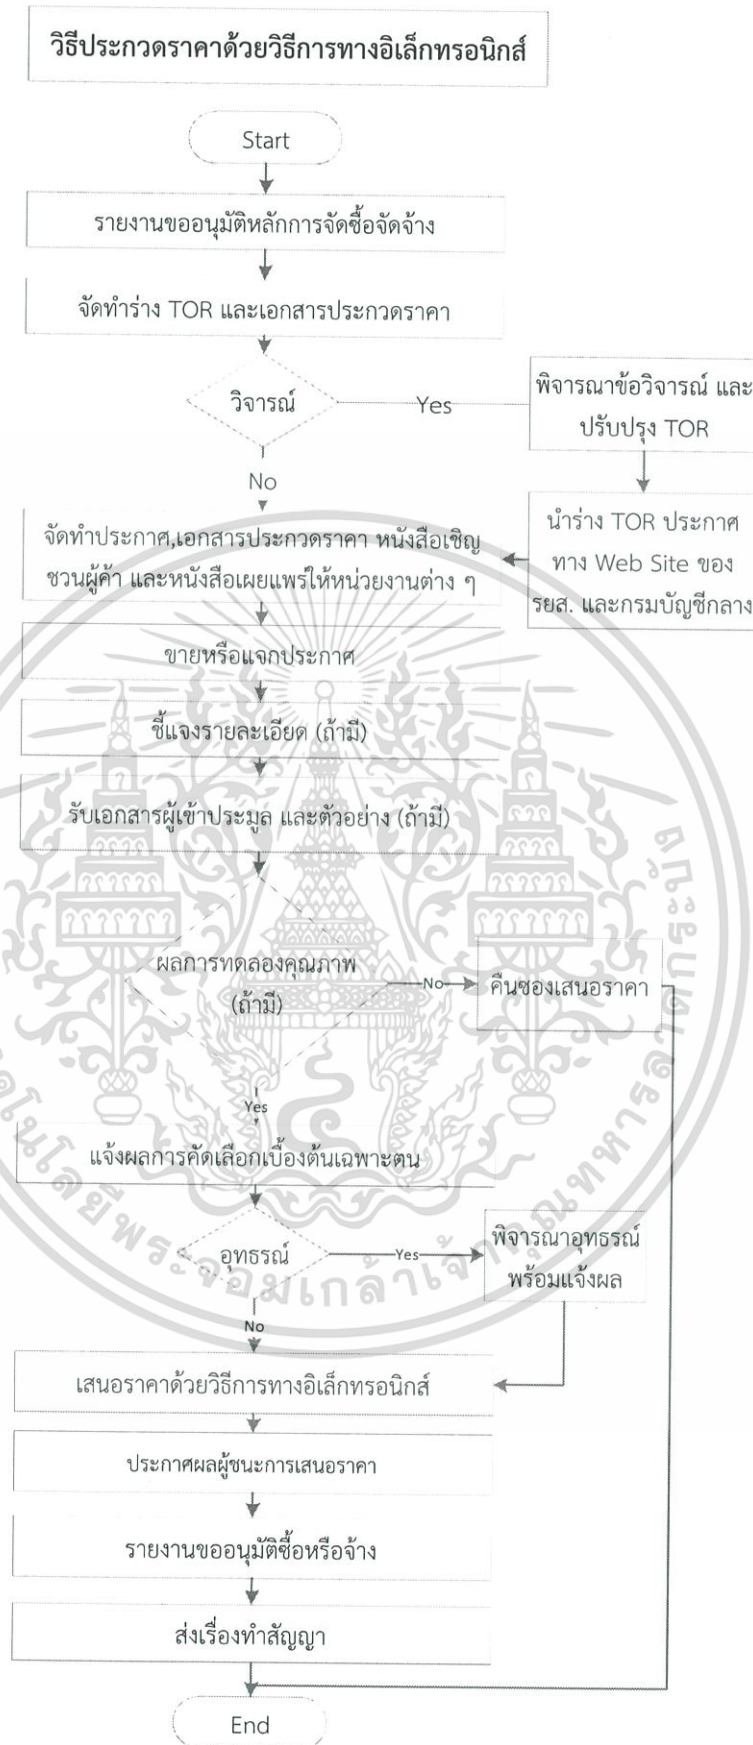 วิธีประกวดราคาด้วยวิธีการทางอิเล็กทรอนิกส์
Start
รายงานขออนุมัติหลักการจัดซื้อจัดจ้าง
จัดทำร่าง TOR และเอกสารประกวดราคา
วิจารณ์
Yes
พิจารณาข้อวิจารณ์ และ
ปรับปรุง TOR
No
นำร่าง TOR ประกาศ
ทาง Web Site ของ
รยส. และกรมบัญชีกลาง
จัดทำประกาศ,เอกสารประกวดราคา หนังสือเชิญ
ชวนผู้ค้า และหนังสือเผยแพร่ให้หน่วยงานต่าง ๆ
ขายหรือแจกประกาศ
ชี้แจงรายละเอียด (ถ้ามี)
รับเอกสารผู้เข้าประมูล และตัวอย่าง (ถ้ามี)
ผลการทดลองคุณภาพ
(ถ้ามี)
No
คืนซองเสนอราคา
Yes
แจ้งผลการคัดเลือกเบื้องต้นเฉพาะตน
อุทธรณ์
Yes
พิจารณาอุทธรณ์
พร้อมแจ้งผล
No
เสนอราคาด้วยวิธีการทางอิเล็กทรอนิกส์
ประกาศผลผู้ชนะการเสนอราคา
รายงานขออนุมัติซื้อหรือจ้าง
ส่งเรื่องทำสัญญา
End